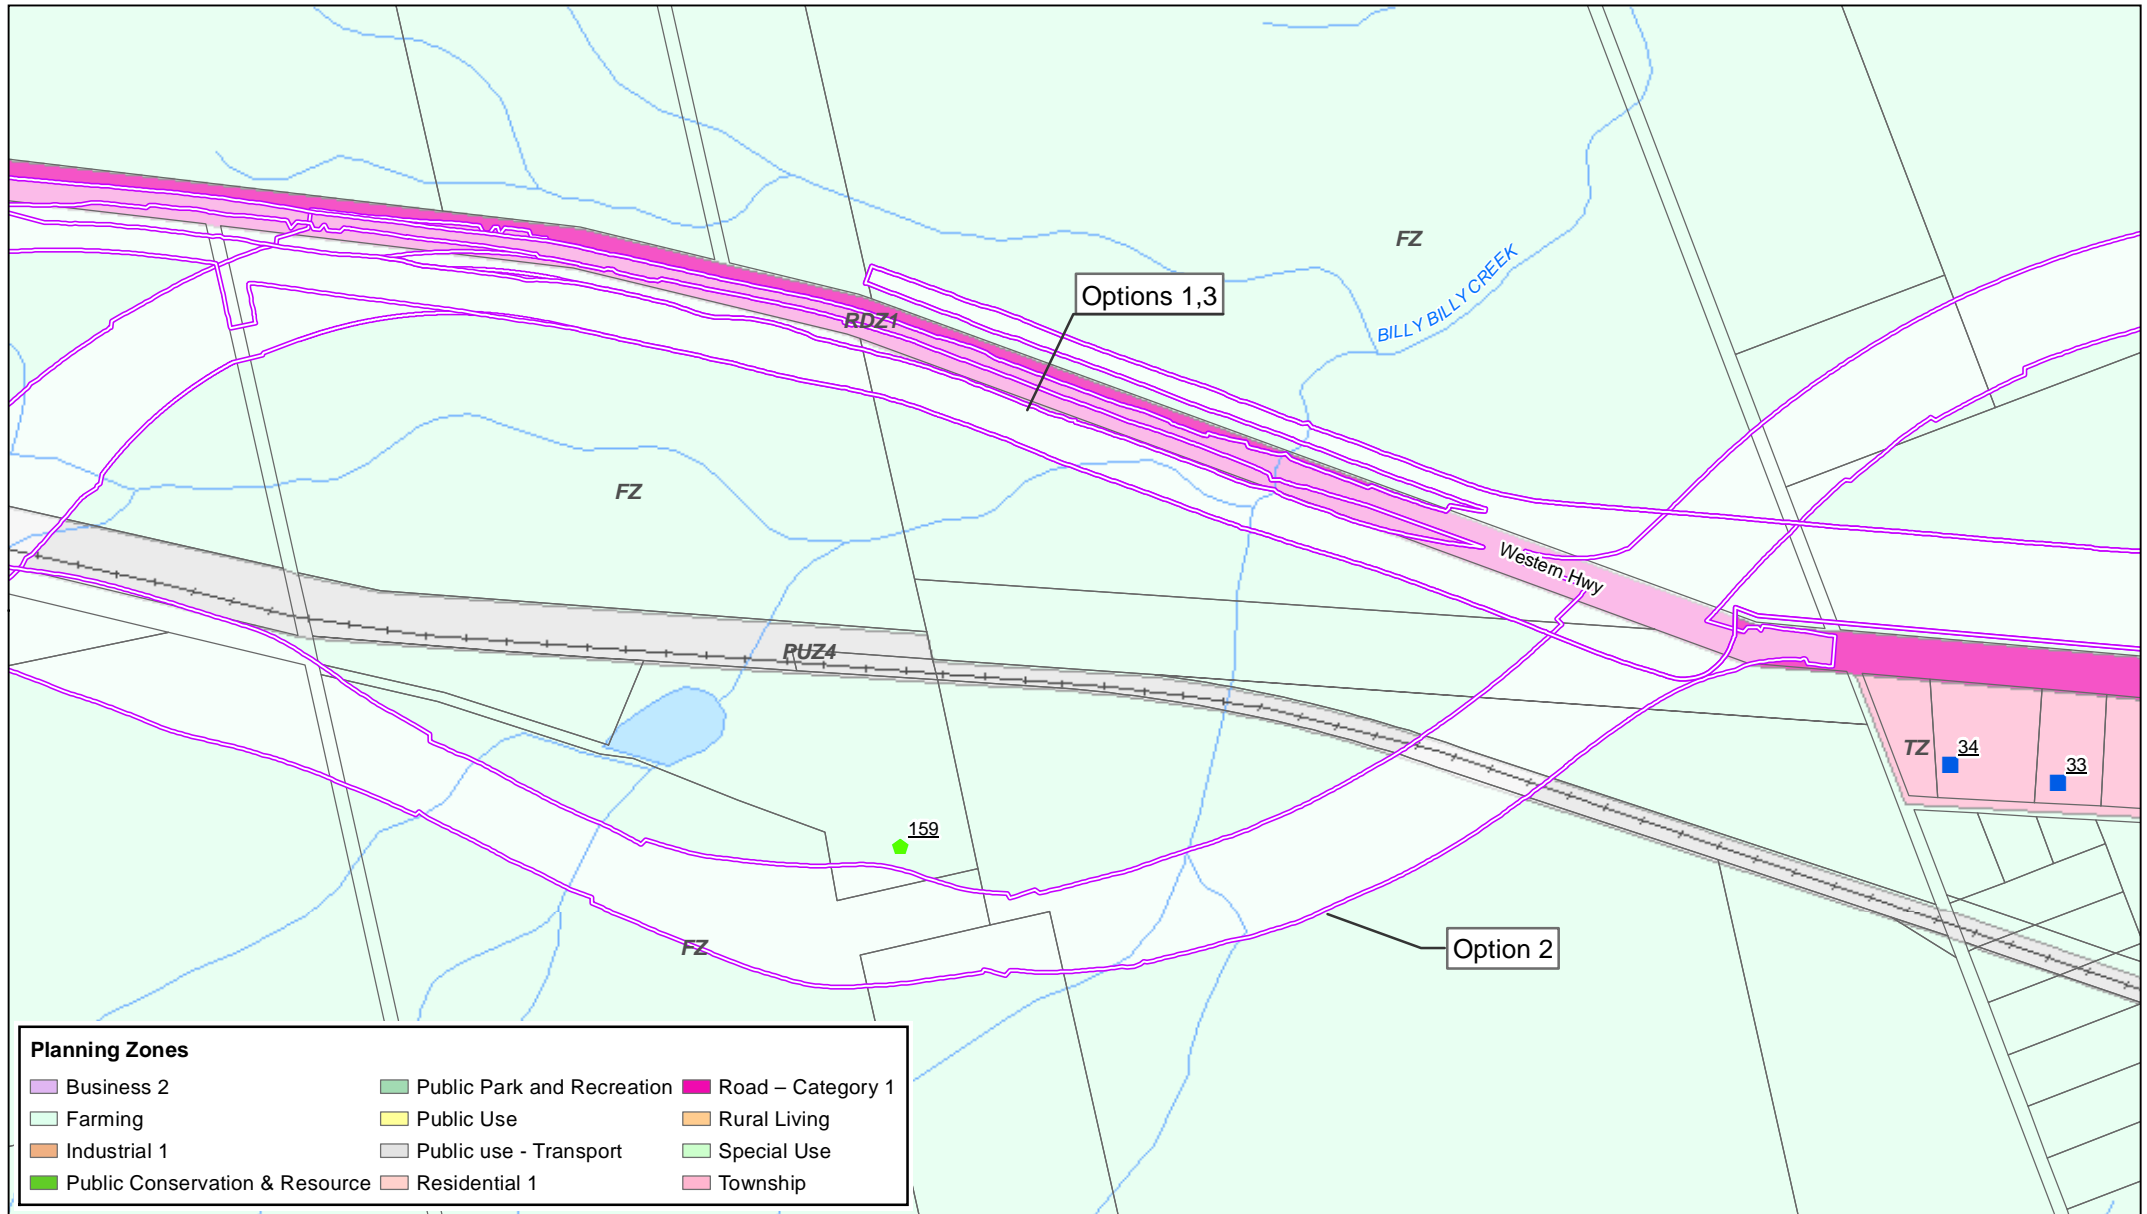 FZ
BILLY BILLY CREEK
Options 1,3
RDZ1
FZ
Western Hwy
PUZ4
TZ
34
33
159
Option 2
FZ
Planning Zones
Business 2
Farming
Industrial 1
Public Conservation & Resource
Public Park and Recreation
Public Use
Public use - Transport
Residential 1
Road – Category 1
Rural Living
Special Use
Township